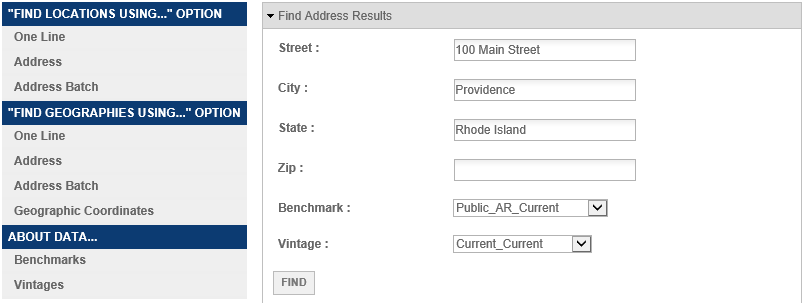 "FIND LOCATIONS USING..." OPTION
One Line
Address
Address Batch
"FIND GEOGRAPHIES USING..." OPTION
One Line
Address
Address Batch
Geographic Coordinates
ABOUT DATA...
Benchmarks
Vintages
Find Address Results
Street : 100 Main Street
City : Providence
State : Rhode Island
Zip :
Benchmark : Public_AR_Current
Vintage : Current_Current
FIND